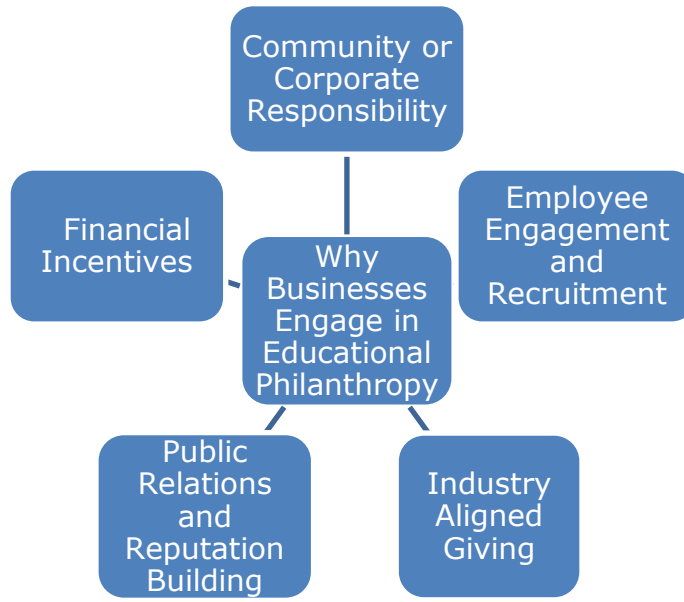 Community or
Corporate
Responsibility
Financial
Incentives
Employee
Engagement
and
Recruitment
Why
Businesses
Engage in
Educational
Philanthropy
Public
Relations
and
Reputation
Building
Industry
Aligned
Giving